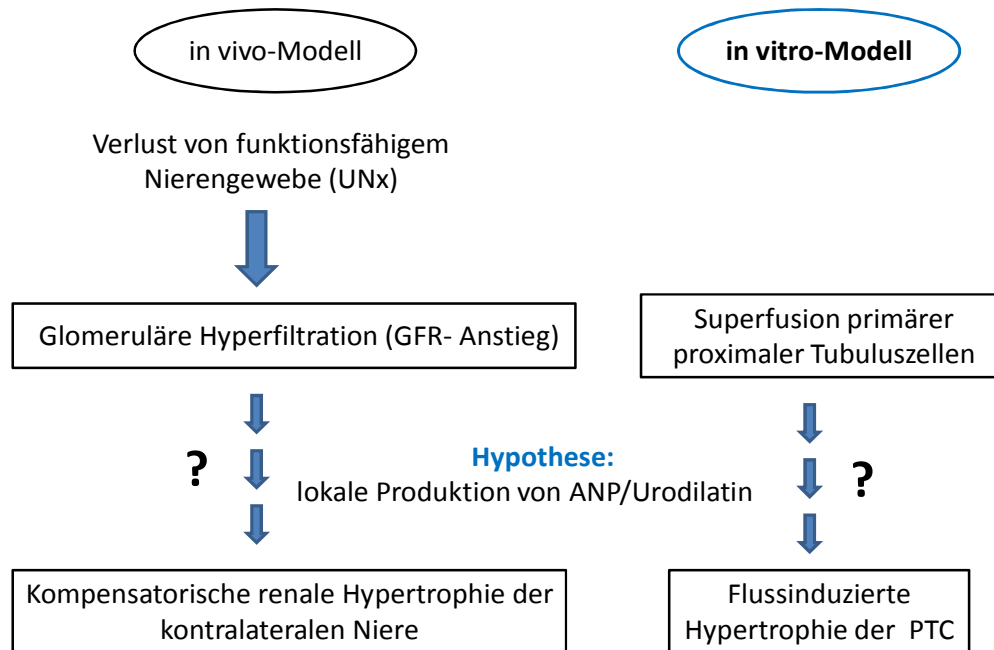 in vivo-Modell
in vitro-Modell
Verlust von funktionsfähigem
Nierengewebe (UNx)
Glomeruläre Hyperfiltration (GFR- Anstieg)
Superfusion primärer
proximaler Tubuluszellen
?
Hypothese:
lokale Produktion von ANP/Urodilatin
?
Kompensatorische renale Hypertrophie der
kontralateralen Niere
Flussinduzierte
Hypertrophie der PTC